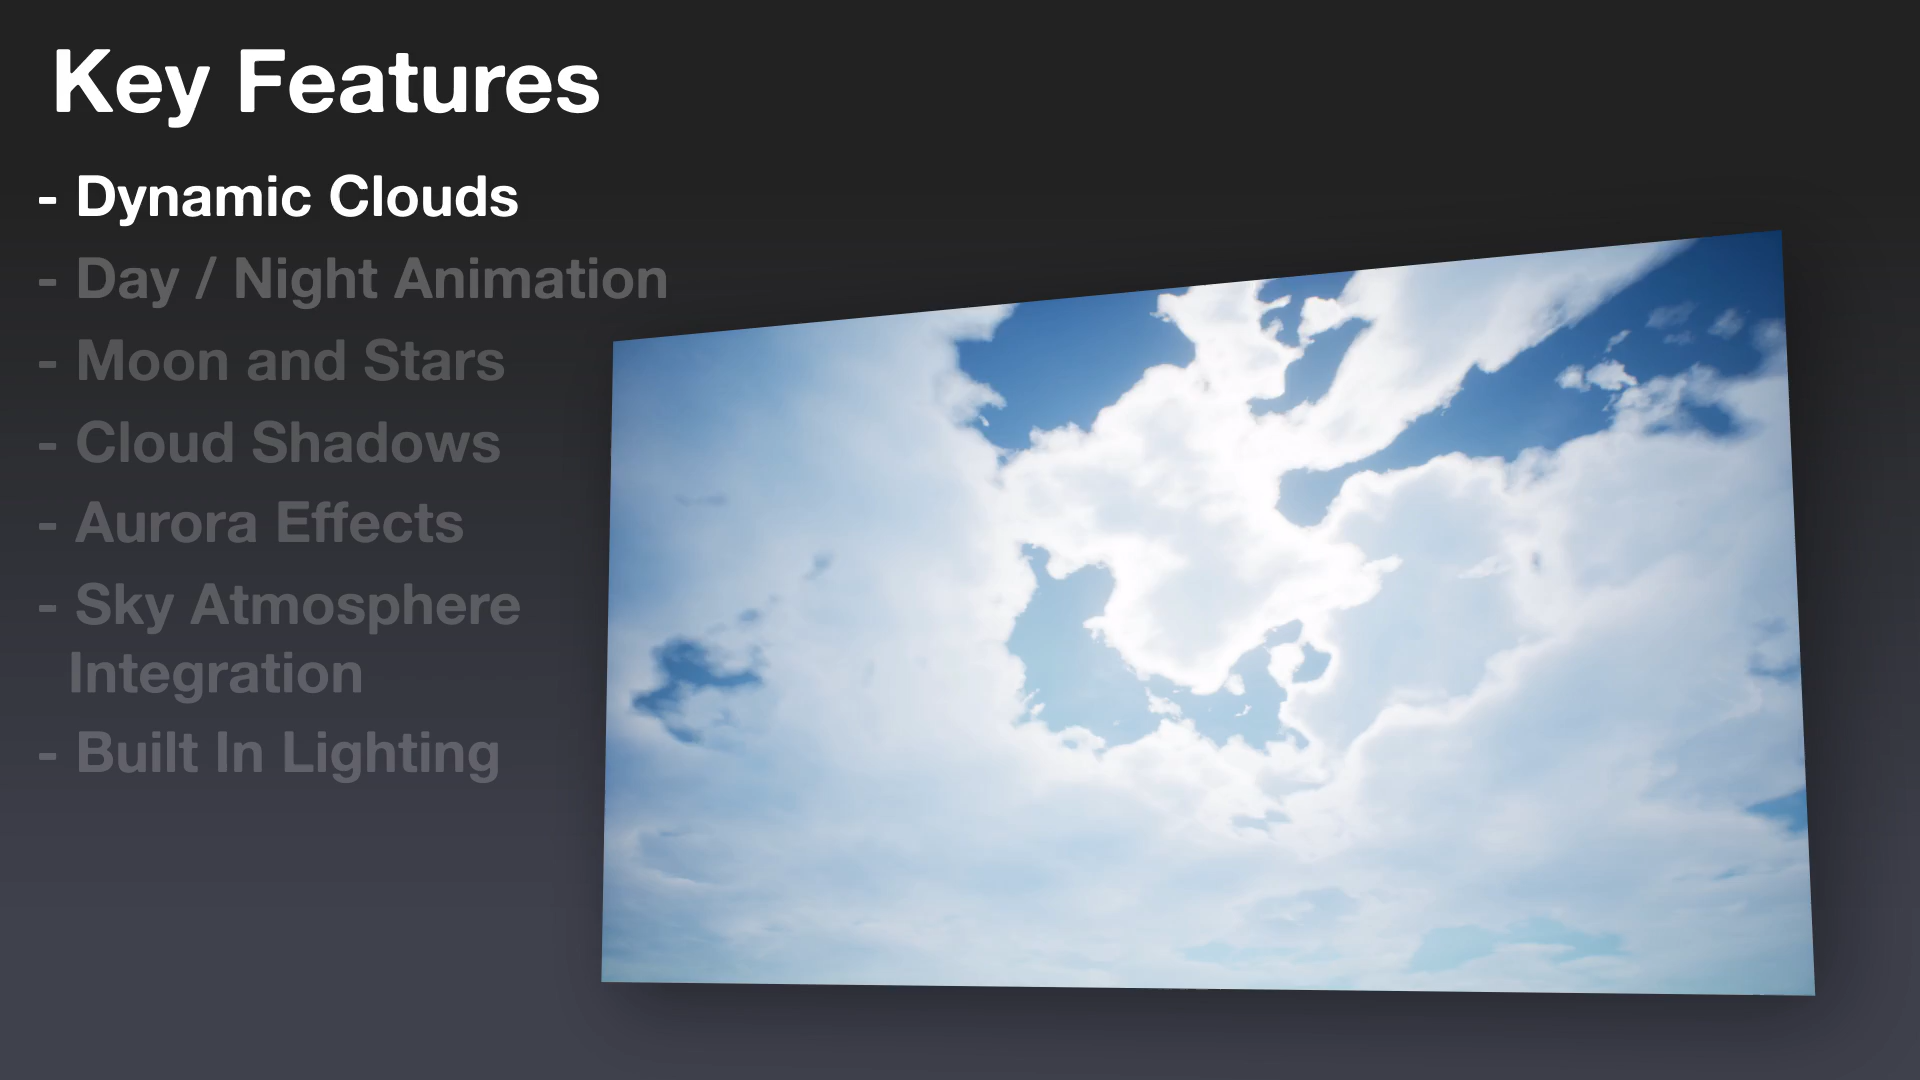 Key Features
- Dynamic Clouds
- Day / Night Animation
- Moon and Stars
- Cloud Shadows
- Aurora Effects
- Sky Atmosphere
Integration
- Built In Lighting